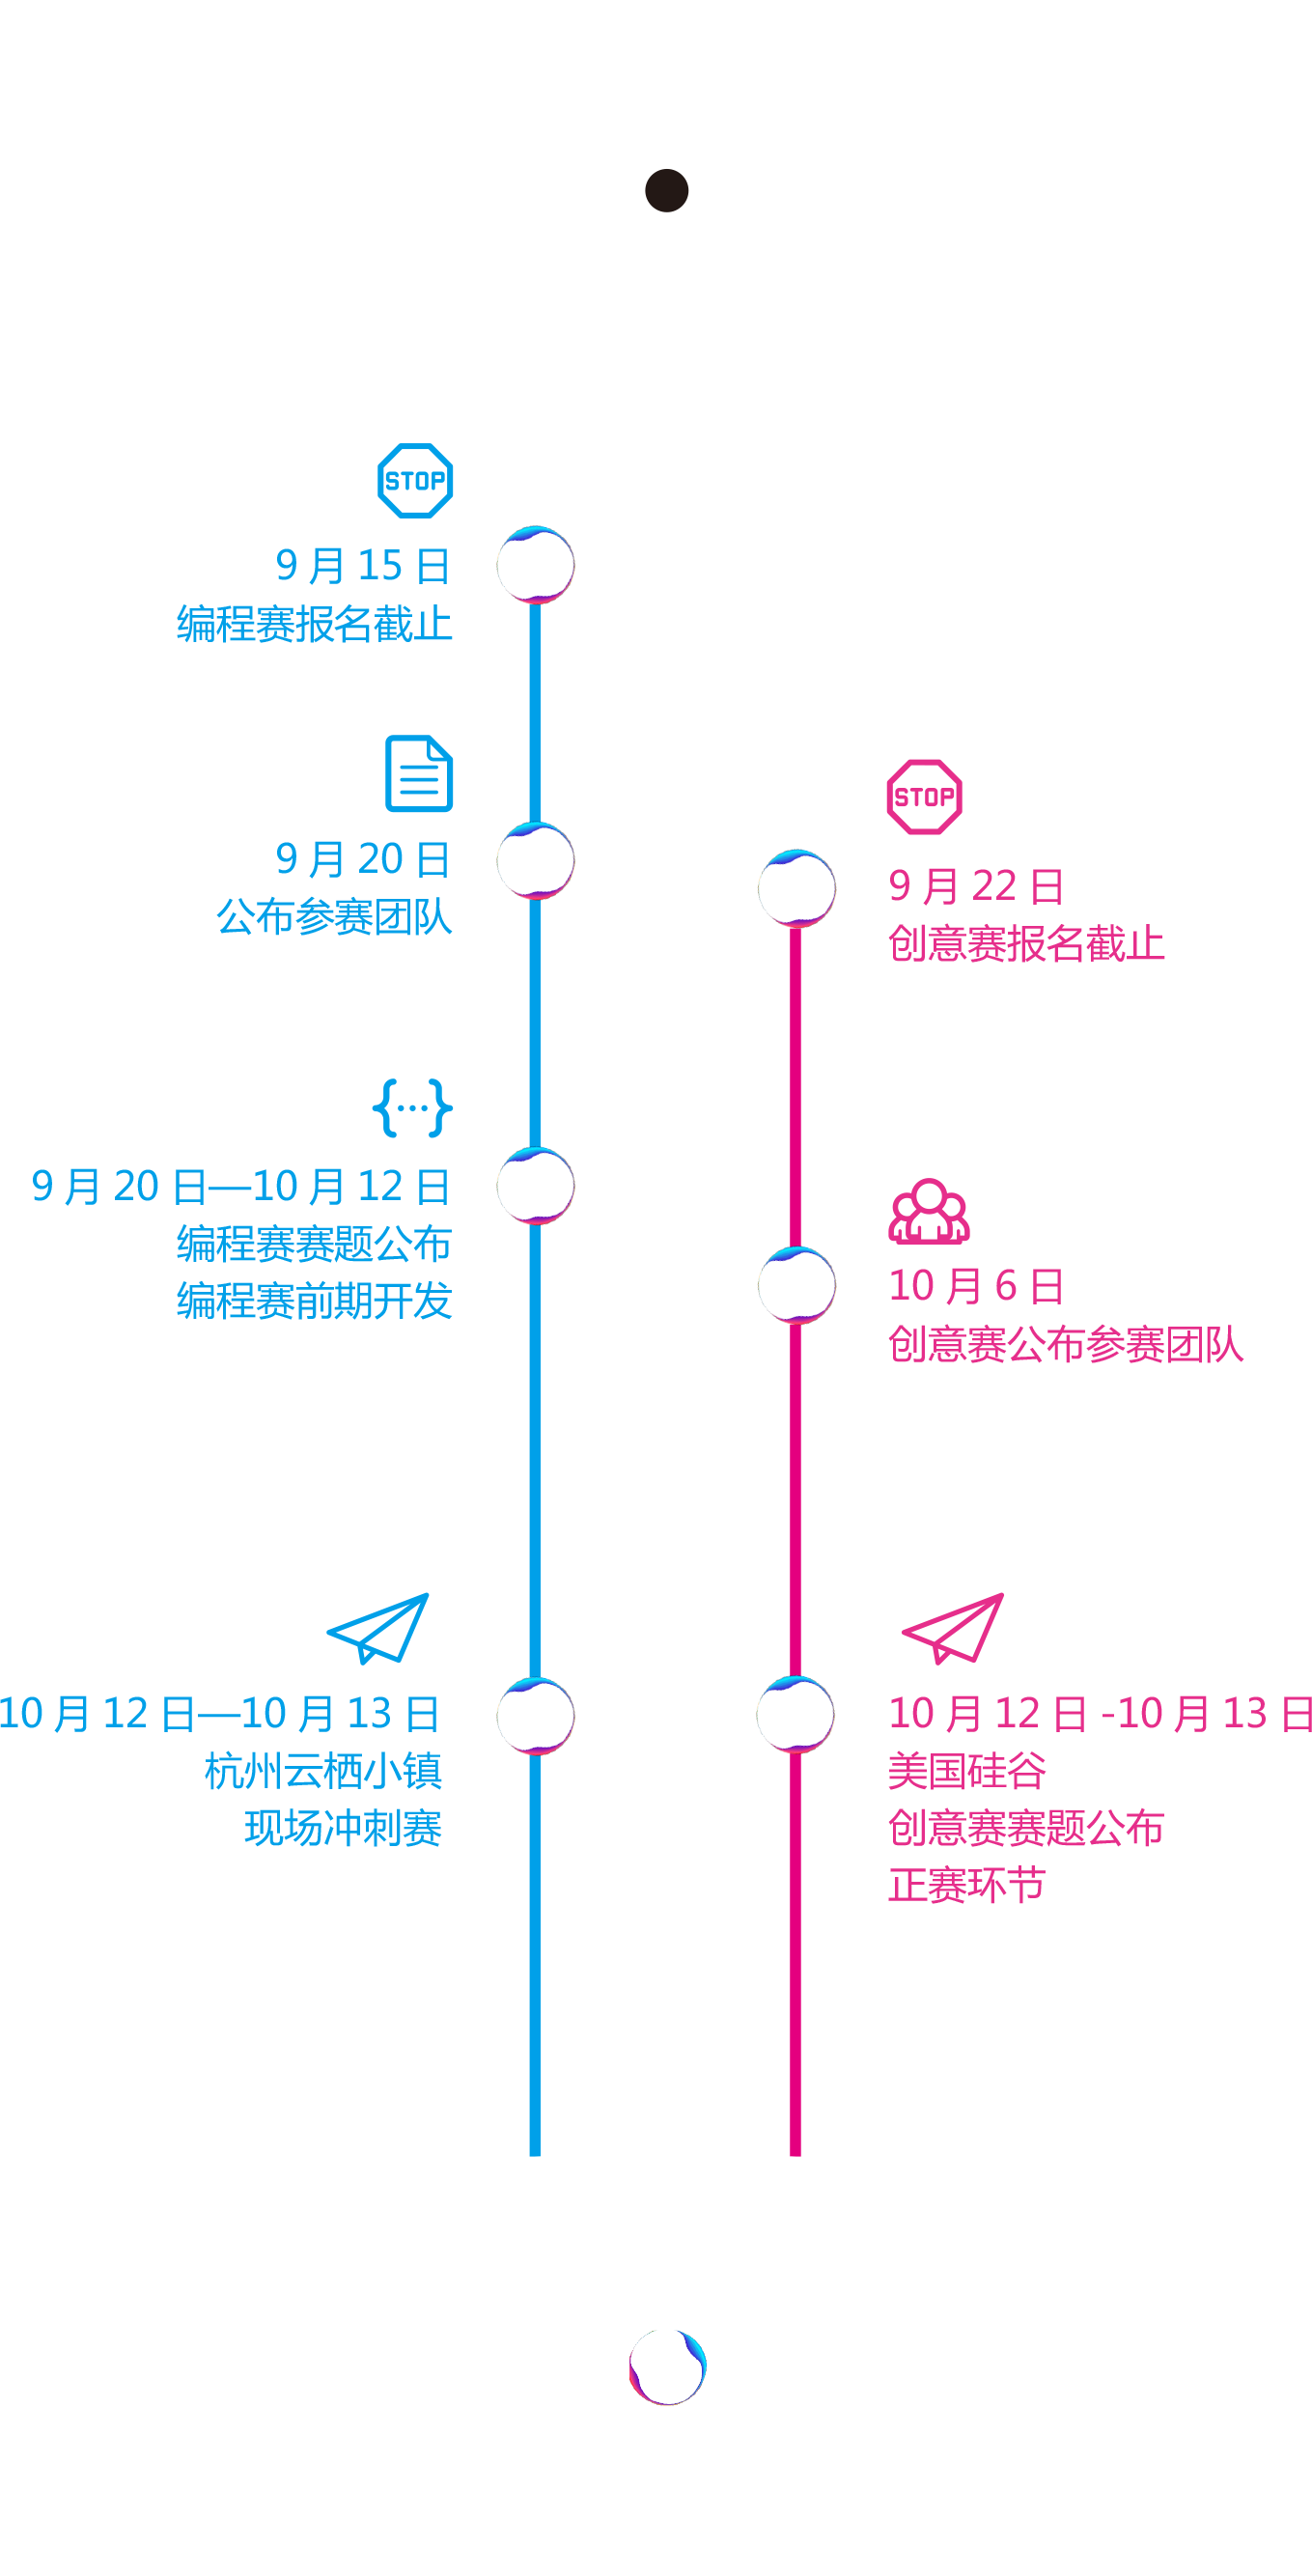 STOP
9 月 15 日
编程赛报名截止
9 月 20 日
公布参赛团队
9 月 20 日—10 月 12 日
编程赛赛题公布
编程赛前期开发
10 月 12 日—10 月 13 日
杭州云栖小镇
现场冲刺赛
STOP
9 月 22 日
创意赛报名截止
10 月 6 日
创意赛公布参赛团队
10 月 12 日 -10 月 13 日
美国硅谷
创意赛赛题公布
正赛环节